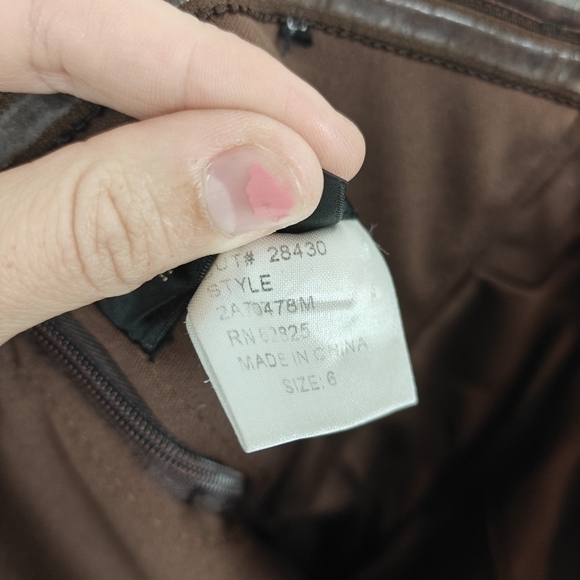 CT# 28430
STYLE
2A70478M
RN 52825
MADE IN CHINA
SIZE: 6